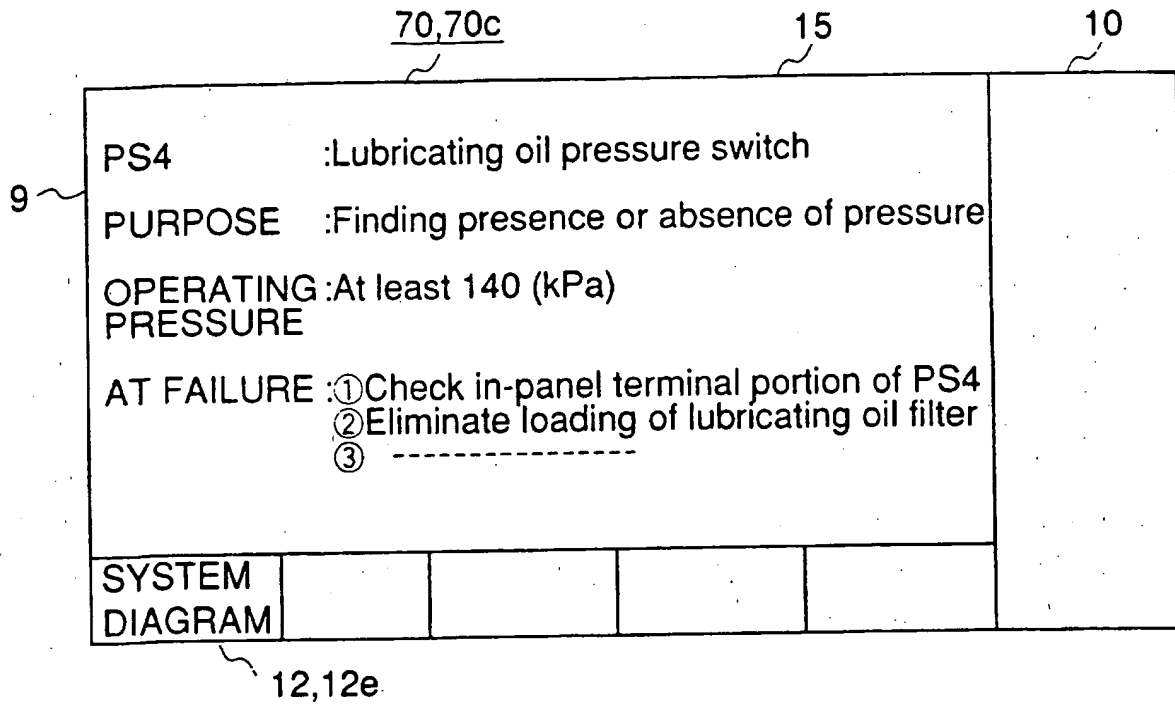 70,70c 15 10
PS4 :Lubricating oil pressure switch
9
PURPOSE :Finding presence or absence of pressure
OPERATING :At least 140 (kPa)
PRESSURE
AT FAILURE :①Check in-panel terminal portion of PS4
②Eliminate loading of lubricating oil filter
③ ---------------
SYSTEM
DIAGRAM
12,12e